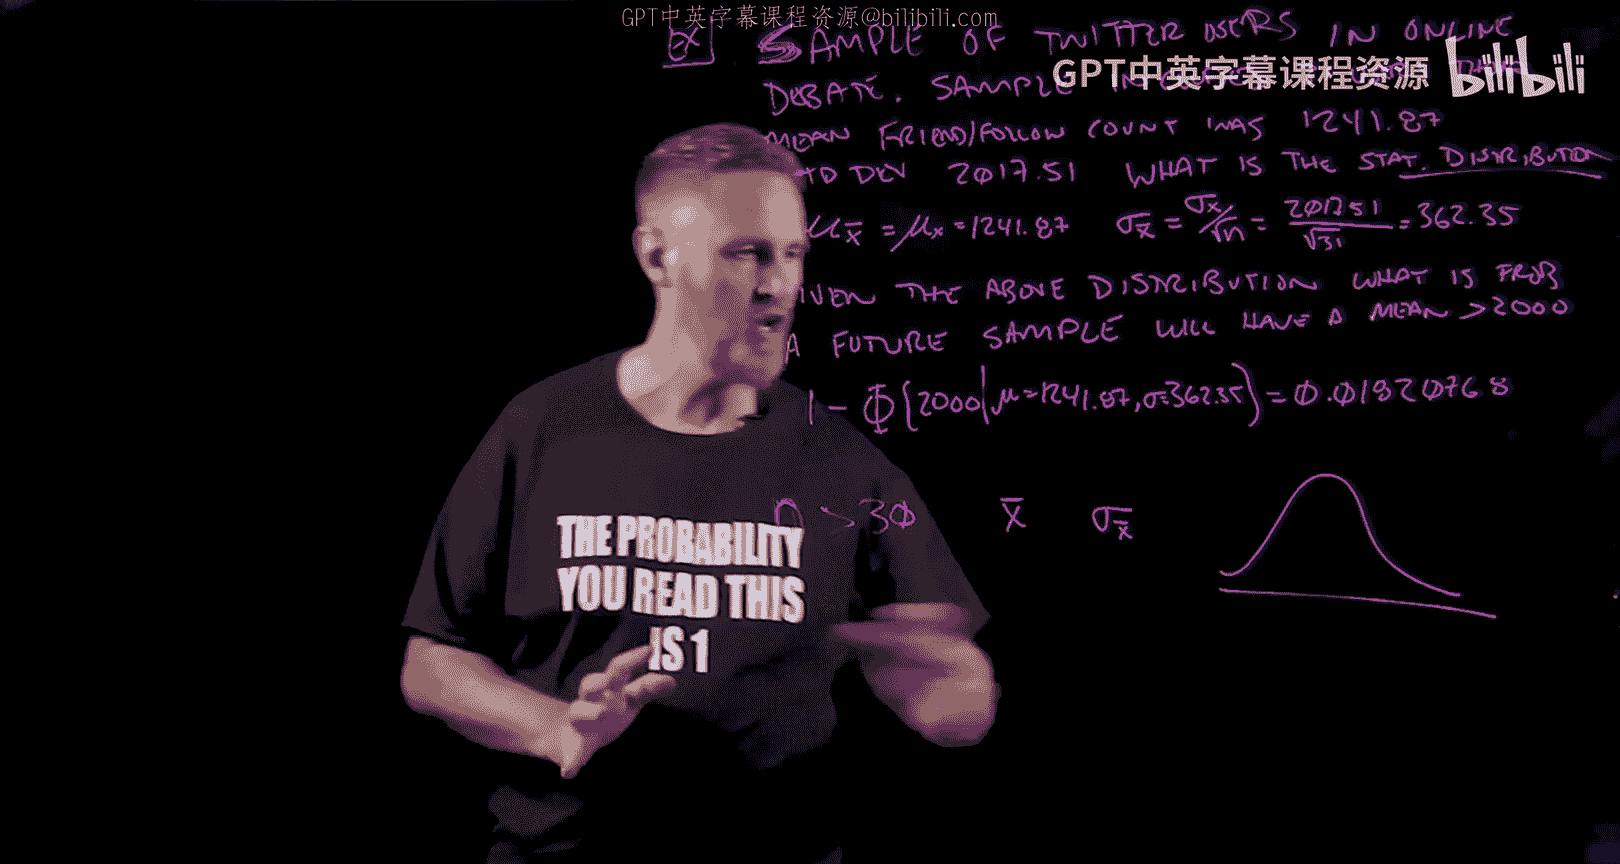 GPT中英字幕课程资源@bilibili.com
EX SAMPLE OF TWITTER USERS IN ONLINE
GPT中英字幕课程资源 bilibili
DEBATE. SAMPLE
MEAN FRIEND/FOLLOW COUNT WAS 1241.87
TD DEV 2017.51 WHAT IS THE STAT. DISTRIBUTION
μx̄ = μx = 1241.87 σx̄ = σx/√n = 2017.51/√31 = 362.35
IVEN THE ABOVE DISTRIBUTION WHAT IS PROB
A FUTURE SAMPLE WILL HAVE A MEAN >2000
1 - Φ(2000|μ=1241.87, σ=362.35) = 0.01820768
n > 30 x̄ σx̄
THE PROBABILITY
YOU READ THIS
IS 1